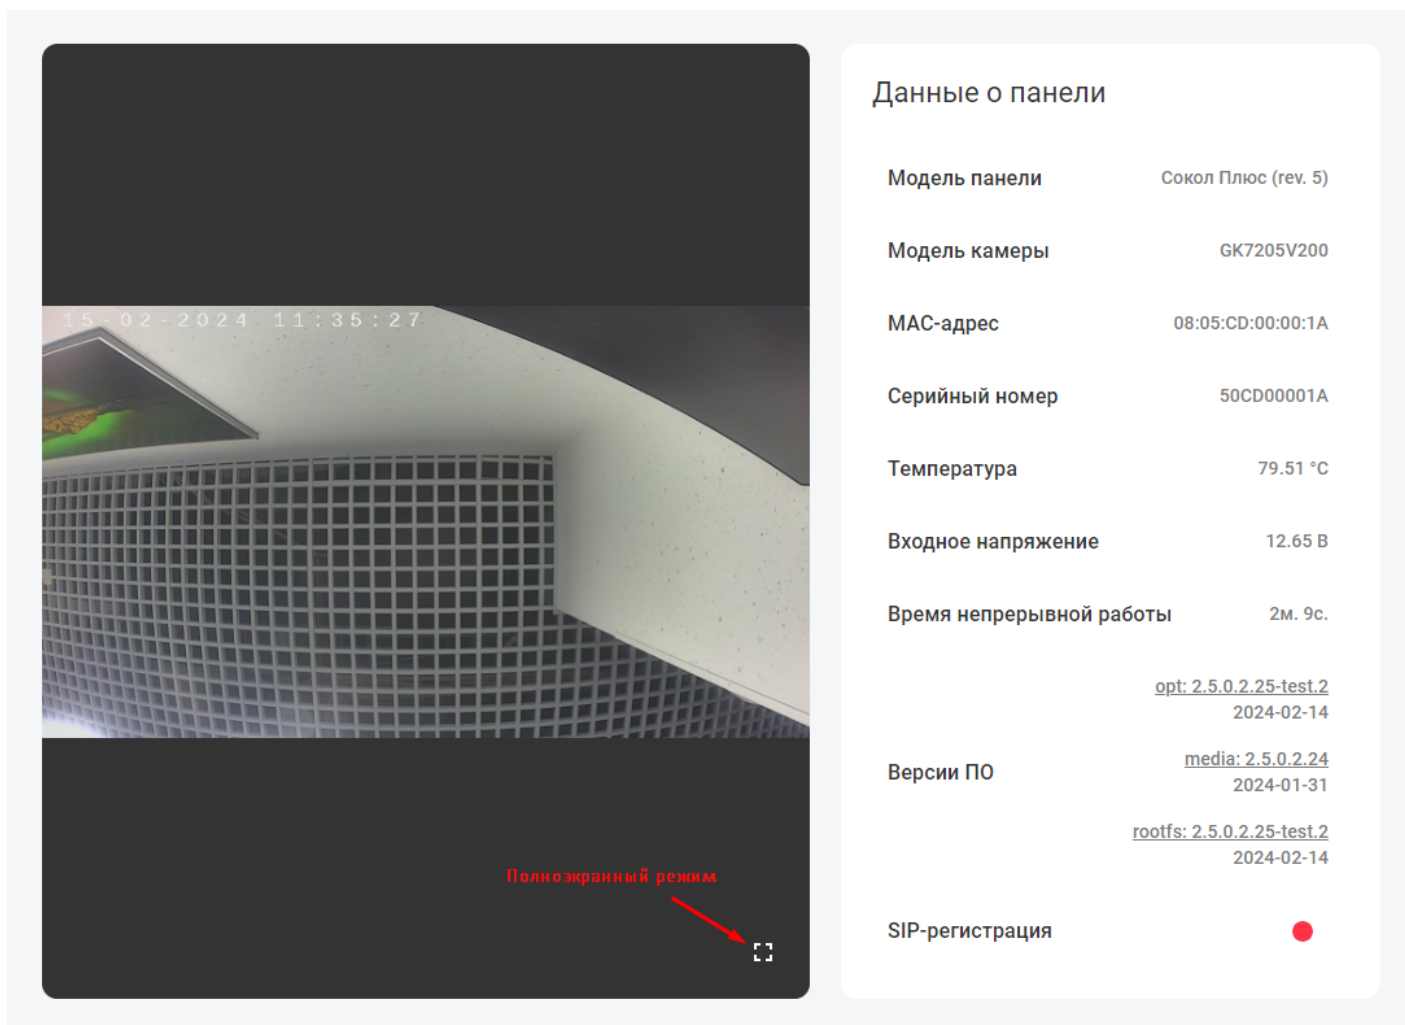 15-02-2024 11:35:27
Полноэкранный режим
Данные о панели
Модель панели Сокол Плюс (rev. 5)
Модель камеры GK7205V200
MAC-адрес 08:05:CD:00:00:1A
Серийный номер 50CD00001A
Температура 79.51 °C
Входное напряжение 12.65 В
Время непрерывной работы 2м. 9с.
opt: 2.5.0.2.25-test.2
2024-02-14
Версии ПО
media: 2.5.0.2.24
2024-01-31
rootfs: 2.5.0.2.25-test.2
2024-02-14
SIP-регистрация